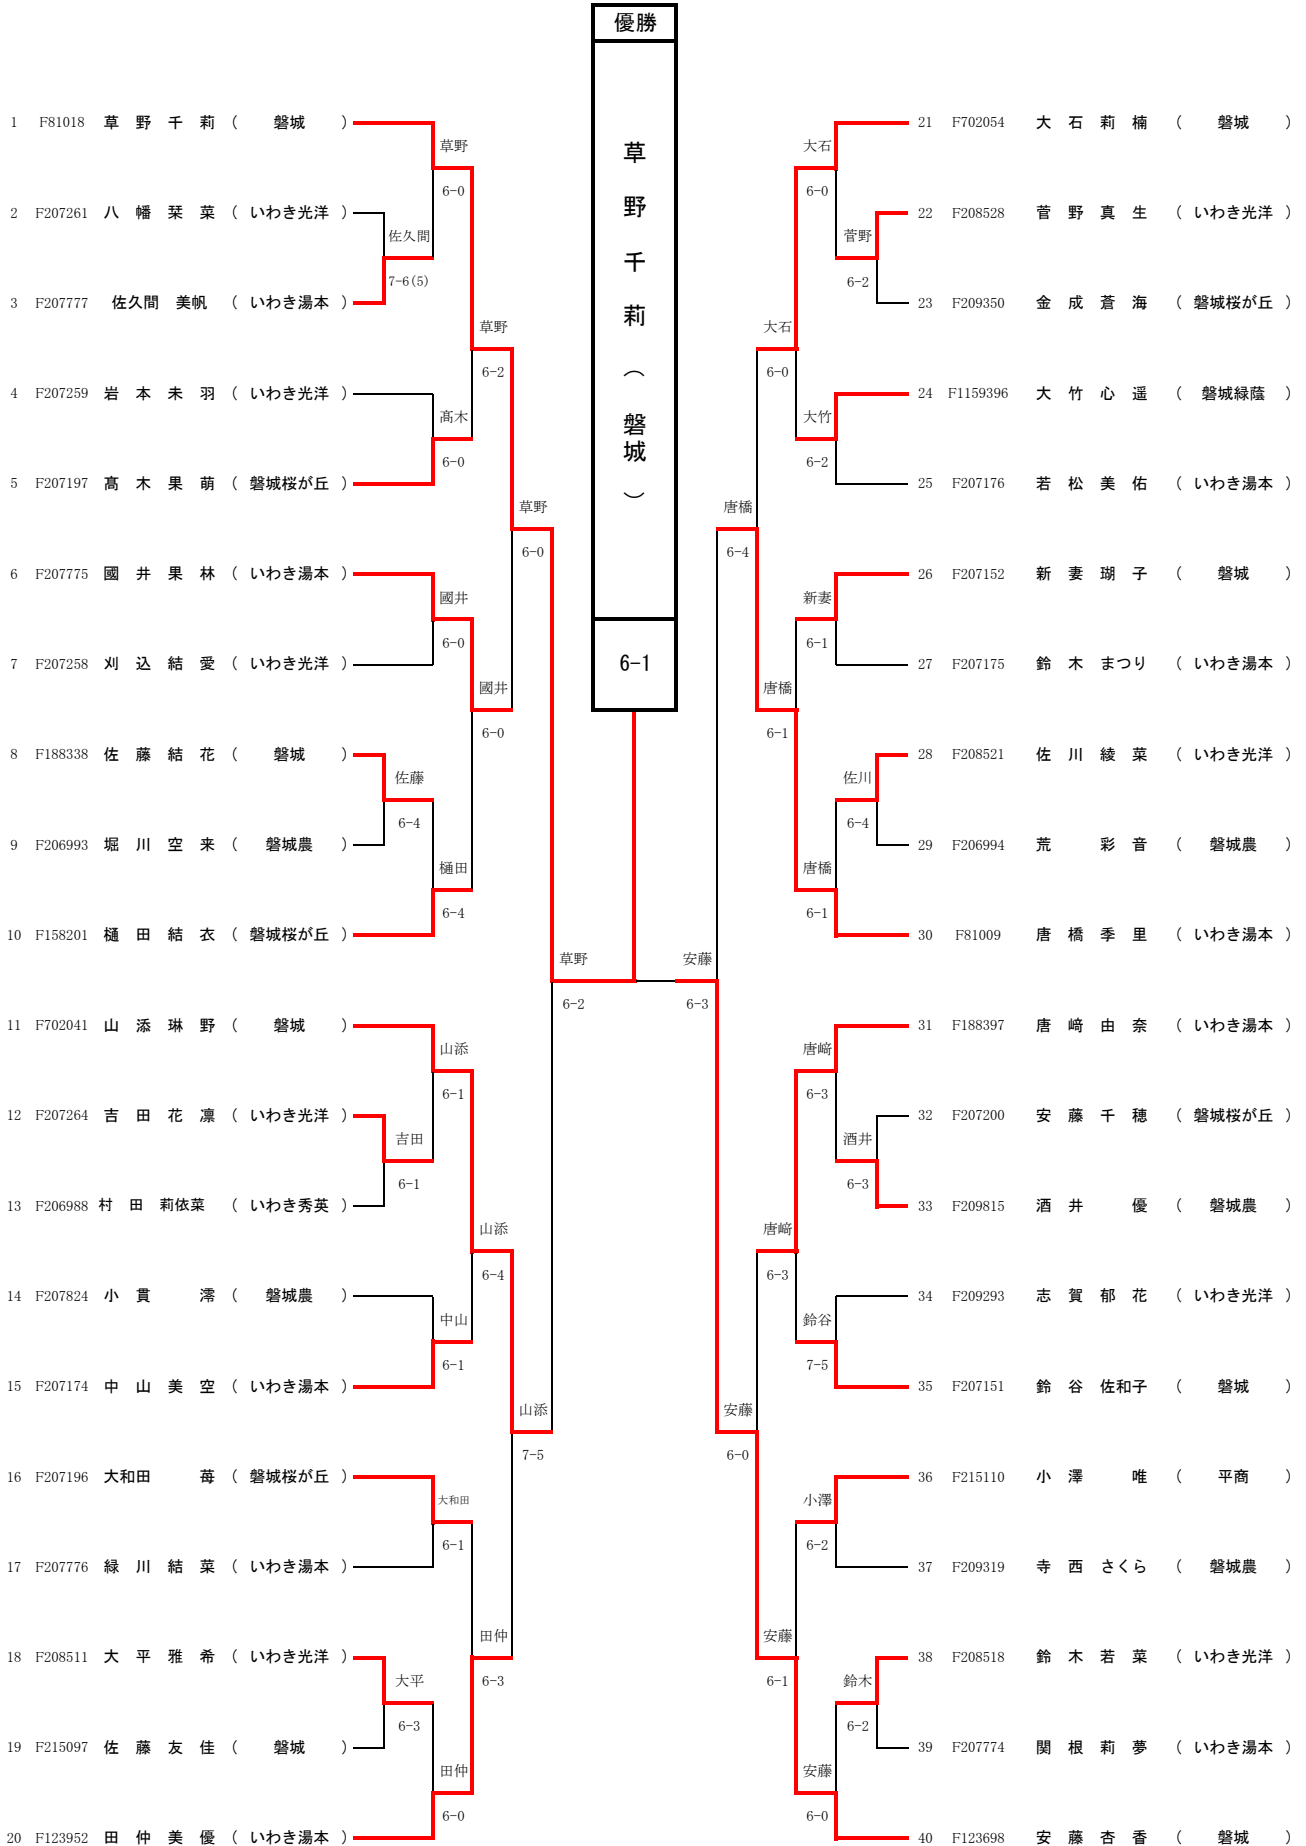 優勝
草野千莉（磐城）
6-1
1 F81018 草野千莉（磐城）
2 F207261 八幡栞菜（いわき光洋）
3 F207777 佐久間 美帆（いわき湯本）
4 F207259 岩本未羽（いわき光洋）
5 F207197 髙木果萌（磐城桜が丘）
6 F207775 國井果林（いわき湯本）
7 F207258 刈込結愛（いわき光洋）
8 F188338 佐藤結花（磐城）
9 F206993 堀川空来（磐城農）
10 F158201 樋田結衣（磐城桜が丘）
11 F702041 山添琳野（磐城）
12 F207264 吉田花凛（いわき光洋）
13 F206988 村田 莉依菜（いわき秀英）
14 F207824 小貫 澪（磐城農）
15 F207174 中山美空（いわき湯本）
16 F207196 大和田 苺（磐城桜が丘）
17 F207776 緑川結菜（いわき湯本）
18 F208511 大平雅希（いわき光洋）
19 F215097 佐藤友佳（磐城）
20 F123952 田仲美優（いわき湯本）
佐久間
7-6(5)
佐藤
6-4
吉田
6-1
大平
6-3
草野
6-0
髙木
6-0
國井
6-0
樋田
6-4
山添
6-1
中山
6-1
大和田
6-1
田仲
6-0
草野
6-2
國井
6-0
山添
6-4
田仲
6-3
草野
6-0
山添
7-5
草野
6-2
安藤
6-3
唐橋
6-4
安藤
6-0
大石
6-0
唐橋
6-1
唐﨑
6-3
安藤
6-1
大石
6-0
大竹
6-2
新妻
6-1
唐橋
6-1
唐﨑
6-3
鈴谷
7-5
小澤
6-2
安藤
6-0
菅野
6-2
佐川
6-4
酒井
6-3
鈴木
6-2
21 F702054 大石莉楠（磐城）
22 F208528 菅野真生（いわき光洋）
23 F209350 金成蒼海（磐城桜が丘）
24 F1159396 大竹心遥（磐城緑蔭）
25 F207176 若松美佑（いわき湯本）
26 F207152 新妻瑚子（磐城）
27 F207175 鈴木 まつり（いわき湯本）
28 F208521 佐川綾菜（いわき光洋）
29 F206994 荒 彩音（磐城農）
30 F81009 唐橋季里（いわき湯本）
31 F188397 唐﨑由奈（いわき湯本）
32 F207200 安藤千穂（磐城桜が丘）
33 F209815 酒井 優（磐城農）
34 F209293 志賀郁花（いわき光洋）
35 F207151 鈴谷 佐和子（磐城）
36 F215110 小澤 唯（平商）
37 F209319 寺西 さくら（磐城農）
38 F208518 鈴木若菜（いわき光洋）
39 F207774 関根莉夢（いわき湯本）
40 F123698 安藤杏香（磐城）